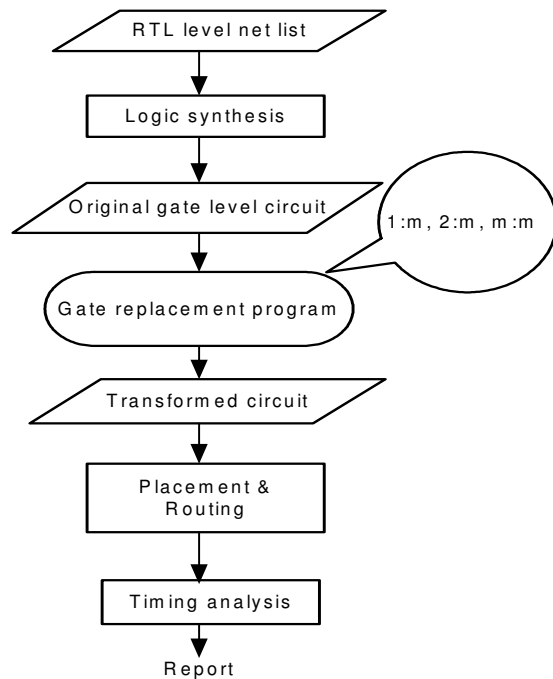 RTL level net list
Logic synthesis
Original gate level circuit
1:m, 2:m, m:m
Gate replacement program
Transformed circuit
Placement &
Routing
Timing analysis
Report